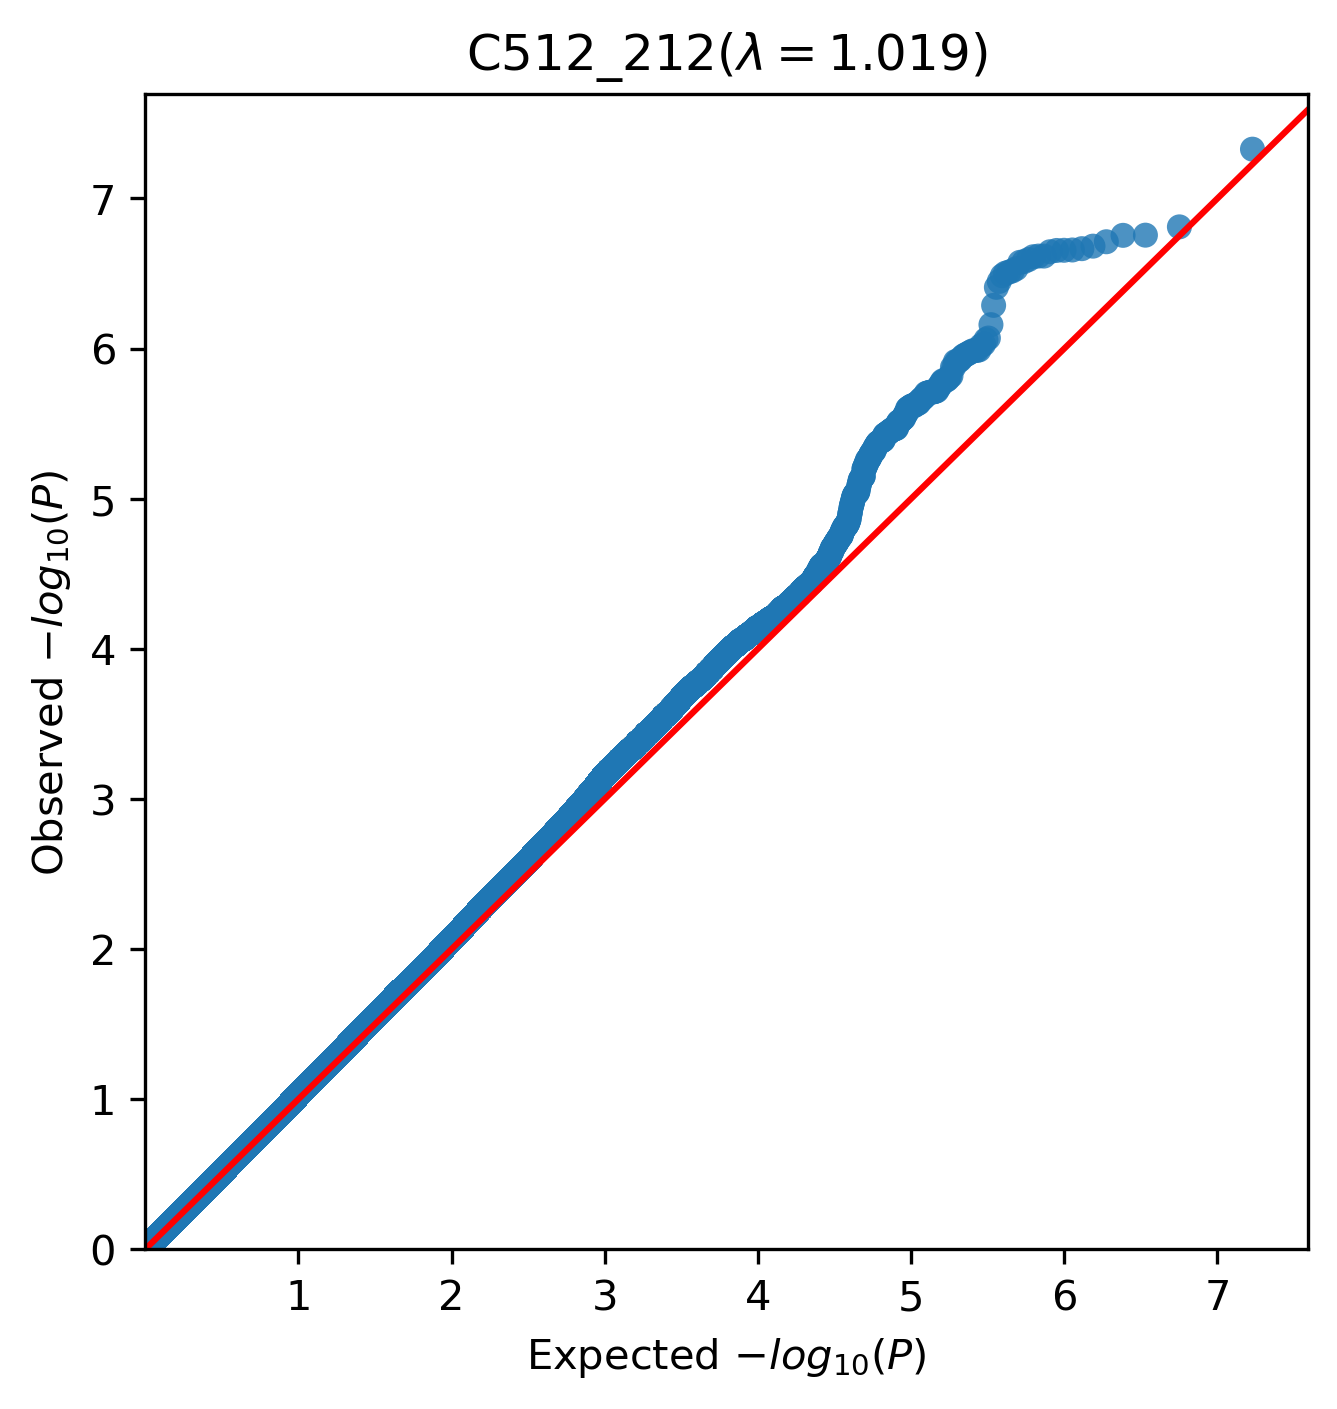 C512_212(λ = 1.019)
Observed −log₁₀(P)
7
6
5
4
3
2
1
0
1 2 3 4 5 6 7
Expected −log₁₀(P)